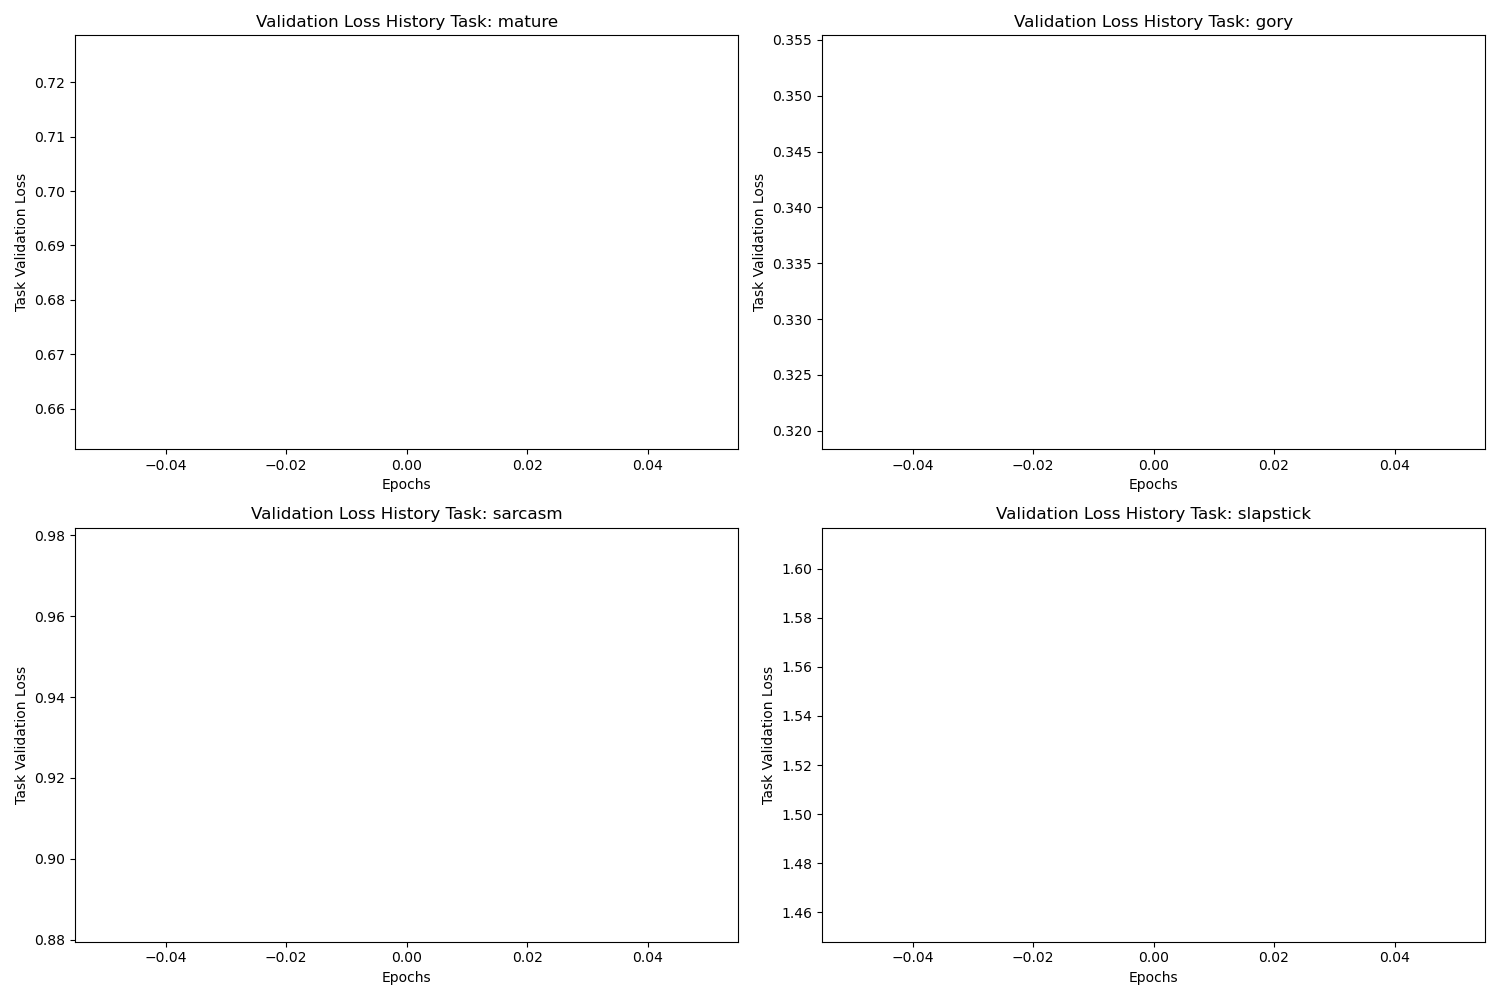 Validation Loss History Task: mature
Task Validation Loss
0.72
0.71
0.70
0.69
0.68
0.67
0.66
−0.04 −0.02 0.00 0.02 0.04
Epochs
Validation Loss History Task: gory
Task Validation Loss
0.355
0.350
0.345
0.340
0.335
0.330
0.325
0.320
−0.04 −0.02 0.00 0.02 0.04
Epochs
Validation Loss History Task: sarcasm
Task Validation Loss
0.98
0.96
0.94
0.92
0.90
0.88
−0.04 −0.02 0.00 0.02 0.04
Epochs
Validation Loss History Task: slapstick
Task Validation Loss
1.60
1.58
1.56
1.54
1.52
1.50
1.48
1.46
−0.04 −0.02 0.00 0.02 0.04
Epochs